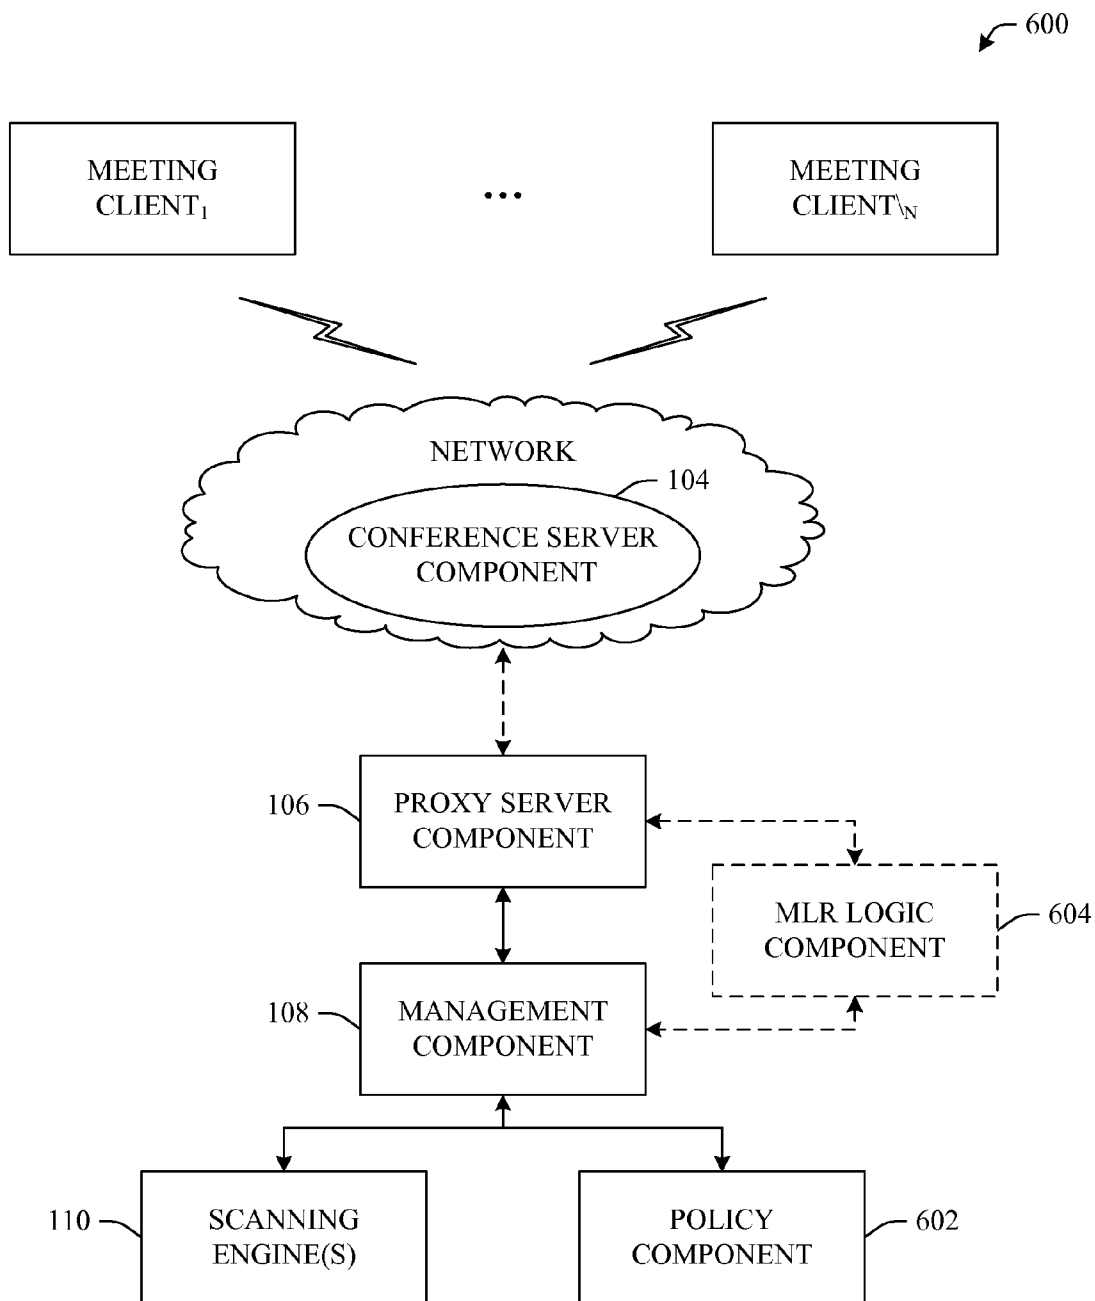 600
MEETING
CLIENT₁
...
MEETING
CLIENT\ₙ
NETWORK
104
CONFERENCE SERVER
COMPONENT
106
PROXY SERVER
COMPONENT
MLR LOGIC
COMPONENT
604
108
MANAGEMENT
COMPONENT
110
SCANNING
ENGINE(S)
POLICY
COMPONENT
602